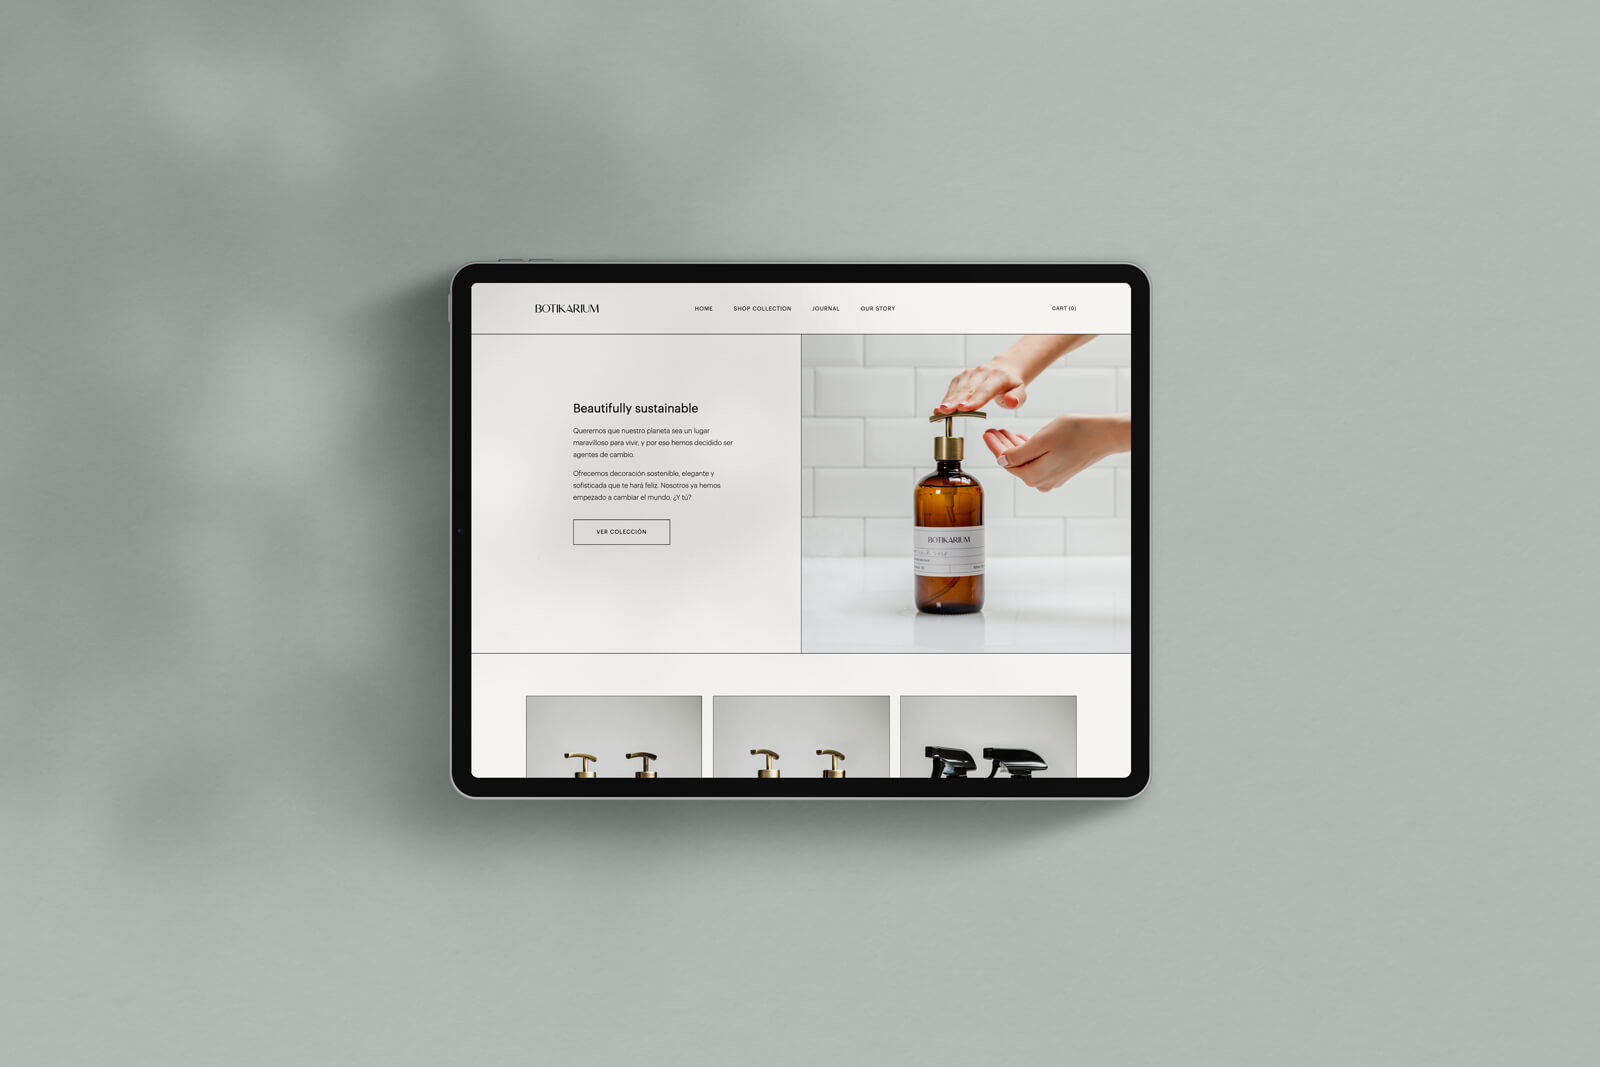 BOTIKARIUM
HOME SHOP COLLECTION JOURNAL OUR STORY
CART (0)
Beautifully sustainable
Queremos que nuestro planeta sea un lugar
maravilloso para vivir, y por eso hemos decidido ser
agentes de cambio.
Ofrecemos decoración sostenible, elegante y
sofisticada que te hará feliz. Nosotros ya hemos
empezado a cambiar el mundo. ¿Y tú?
VER COLECCIÓN
BOTIKARIUM